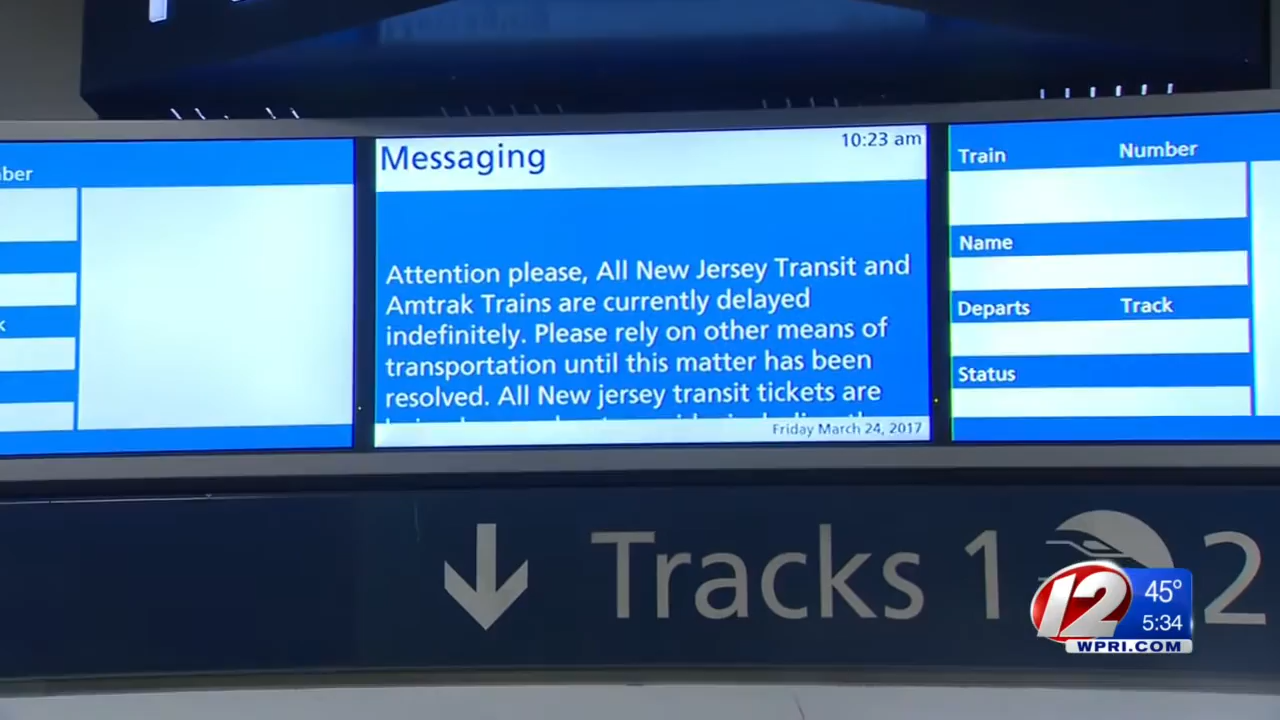 ber
Messaging
10:23 am
Attention please, All New Jersey Transit and
Amtrak Trains are currently delayed
indefinitely. Please rely on other means of
transportation until this matter has been
resolved. All New jersey transit tickets are
Friday March 24, 2017
Train Number
Name
Departs Track
Status
Tracks 1
2
12
45°
5:34
WPRI.COM